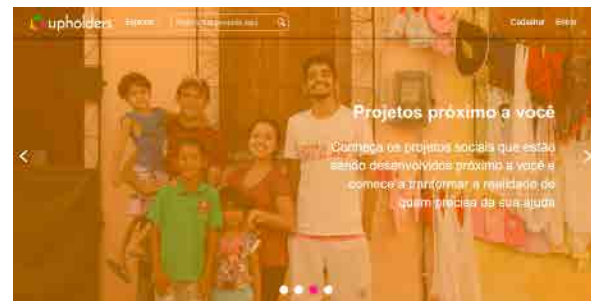 upholders Explorar
Cadastrar Entrar
Projetos próximo a você
Conheça os projetos sociais que estão
sendo desenvolvidos próximo a você e
comece a tranformar a realidade de
quem precisa da sua ajuda